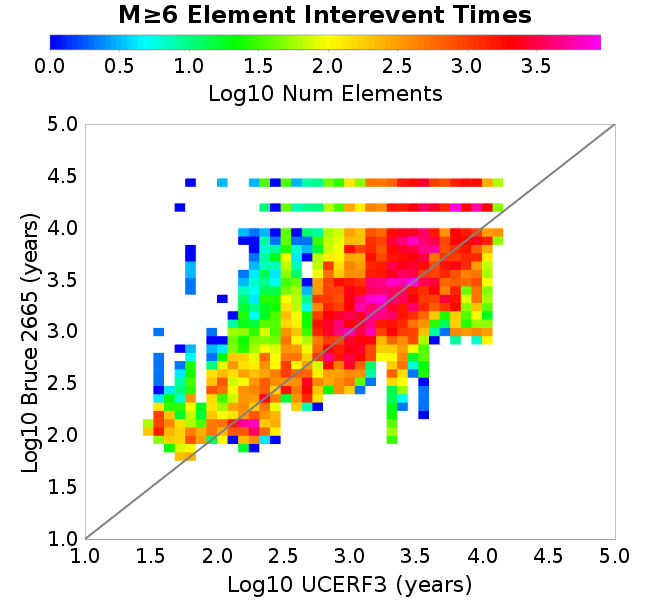 M≥6 Element Interevent Times
0.0 0.5 1.0 1.5 2.0 2.5 3.0 3.5
Log10 Num Elements
5.0
4.5
4.0
3.5
3.0
2.5
2.0
1.5
1.0
Log10 Bruce 2665 (years)
1.0 1.5 2.0 2.5 3.0 3.5 4.0 4.5 5.0
Log10 UCERF3 (years)